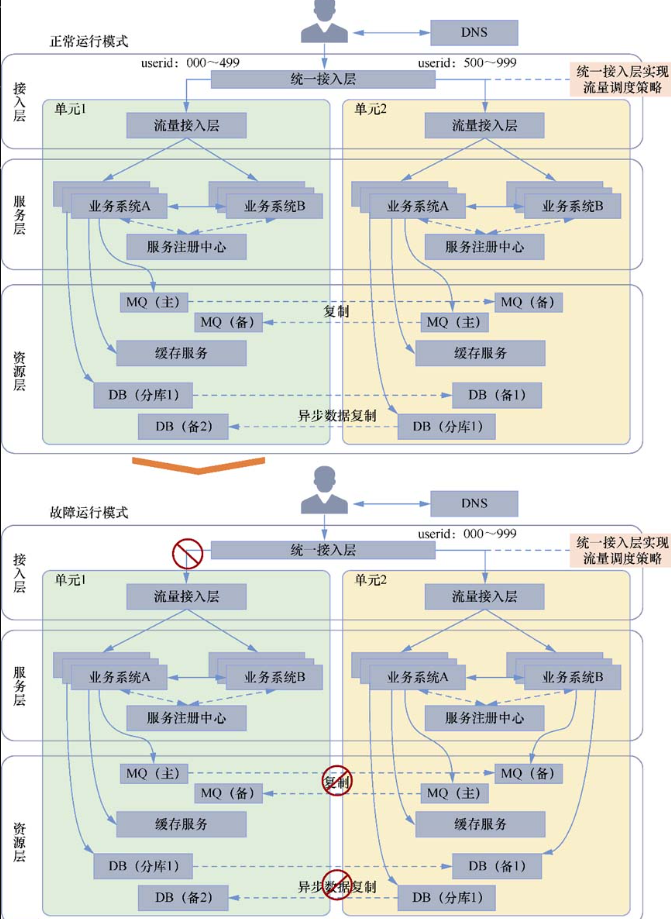 正常运行模式
DNS
userid：000～499
userid：500～999
统一接入层
统一接入层实现
流量调度策略
接入层
单元1
单元2
流量接入层
流量接入层
服务层
业务系统A
业务系统B
业务系统A
业务系统B
服务注册中心
服务注册中心
资源层
MQ（主）
MQ（备）
复制
MQ（备）
MQ（主）
缓存服务
缓存服务
DB（分库1）
DB（备1）
异步数据复制
DB（备2）
DB（分库1）
故障运行模式
DNS
userid：000～999
统一接入层
统一接入层实现
流量调度策略
接入层
单元1
单元2
流量接入层
流量接入层
服务层
业务系统A
业务系统B
业务系统A
业务系统B
服务注册中心
服务注册中心
资源层
MQ（主）
MQ（备）
复制
MQ（备）
MQ（主）
缓存服务
缓存服务
DB（分库1）
DB（备1）
异步数据复制
DB（备2）
DB（分库1）